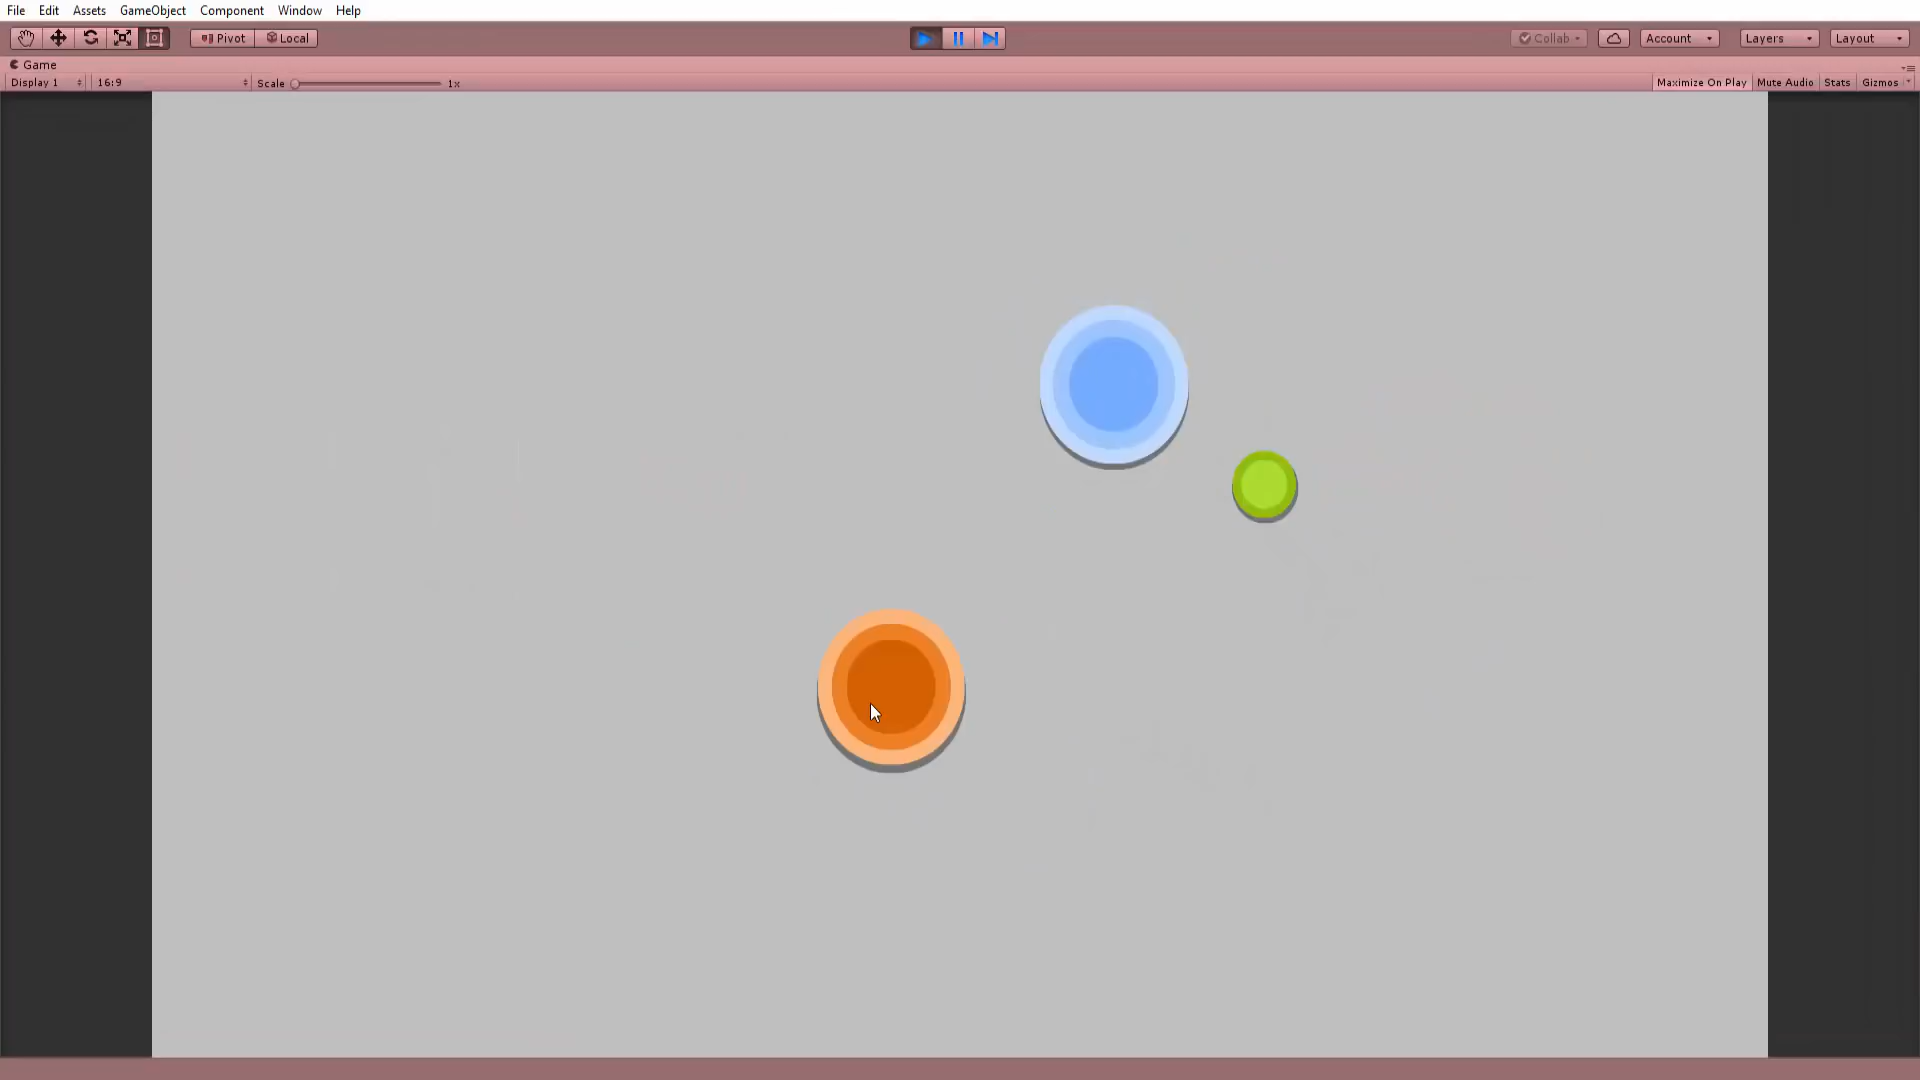 File Edit Assets GameObject Component Window Help
Pivot Local Collab Account Layers Layout
Game
Display 1 16:9 Scale 1x Maximize On Play Mute Audio Stats Gizmos